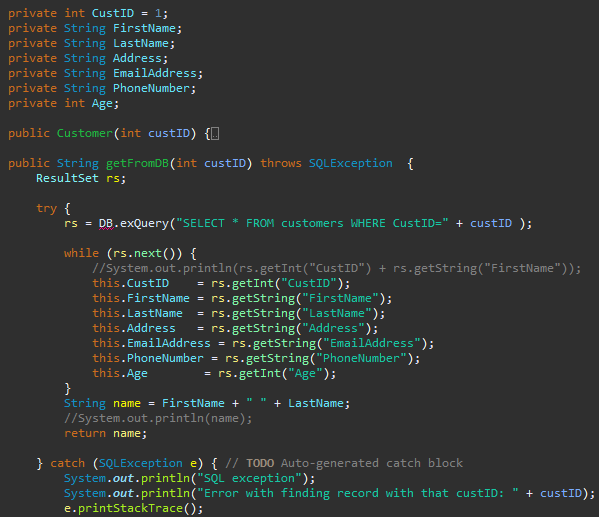 private int CustID = 1;
private String FirstName;
private String LastName;
private String Address;
private String EmailAddress;
private String PhoneNumber;
private int Age;
public Customer(int custID) {
public String getFromDB(int custID) throws SQLException  {
    ResultSet rs;
    try {
        rs = DB.exQuery("SELECT * FROM customers WHERE CustID=" + custID );
        while (rs.next()) {
            //System.out.println(rs.getInt("CustID") + rs.getString("FirstName"));
            this.CustID    = rs.getInt("CustID");
            this.FirstName = rs.getString("FirstName");
            this.LastName  = rs.getString("LastName");
            this.Address   = rs.getString("Address");
            this.EmailAddress = rs.getString("EmailAddress");
            this.PhoneNumber = rs.getString("PhoneNumber");
            this.Age        = rs.getInt("Age");
        }
        String name = FirstName + " " + LastName;
        //System.out.println(name);
        return name;
    } catch (SQLException e) { // TODO Auto-generated catch block
        System.out.println("SQL exception");
        System.out.println("Error with finding record with that custID: " + custID);
        e.printStackTrace();